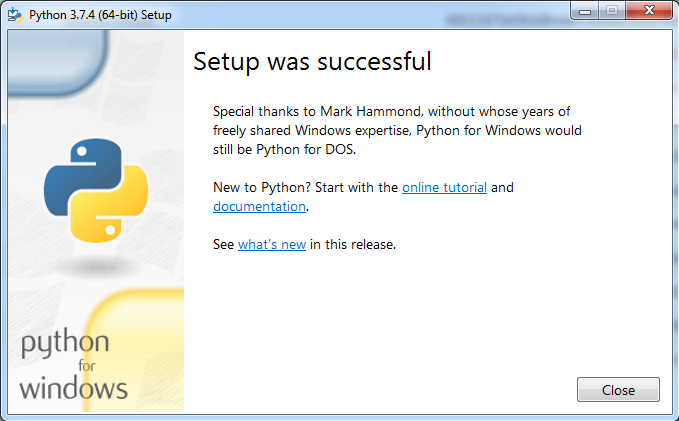 Python 3.7.4 (64-bit) Setup
Setup was successful
Special thanks to Mark Hammond, without whose years of
freely shared Windows expertise, Python for Windows would
still be Python for DOS.
New to Python? Start with the online tutorial and
documentation.
See what's new in this release.
python
for
windows
Close